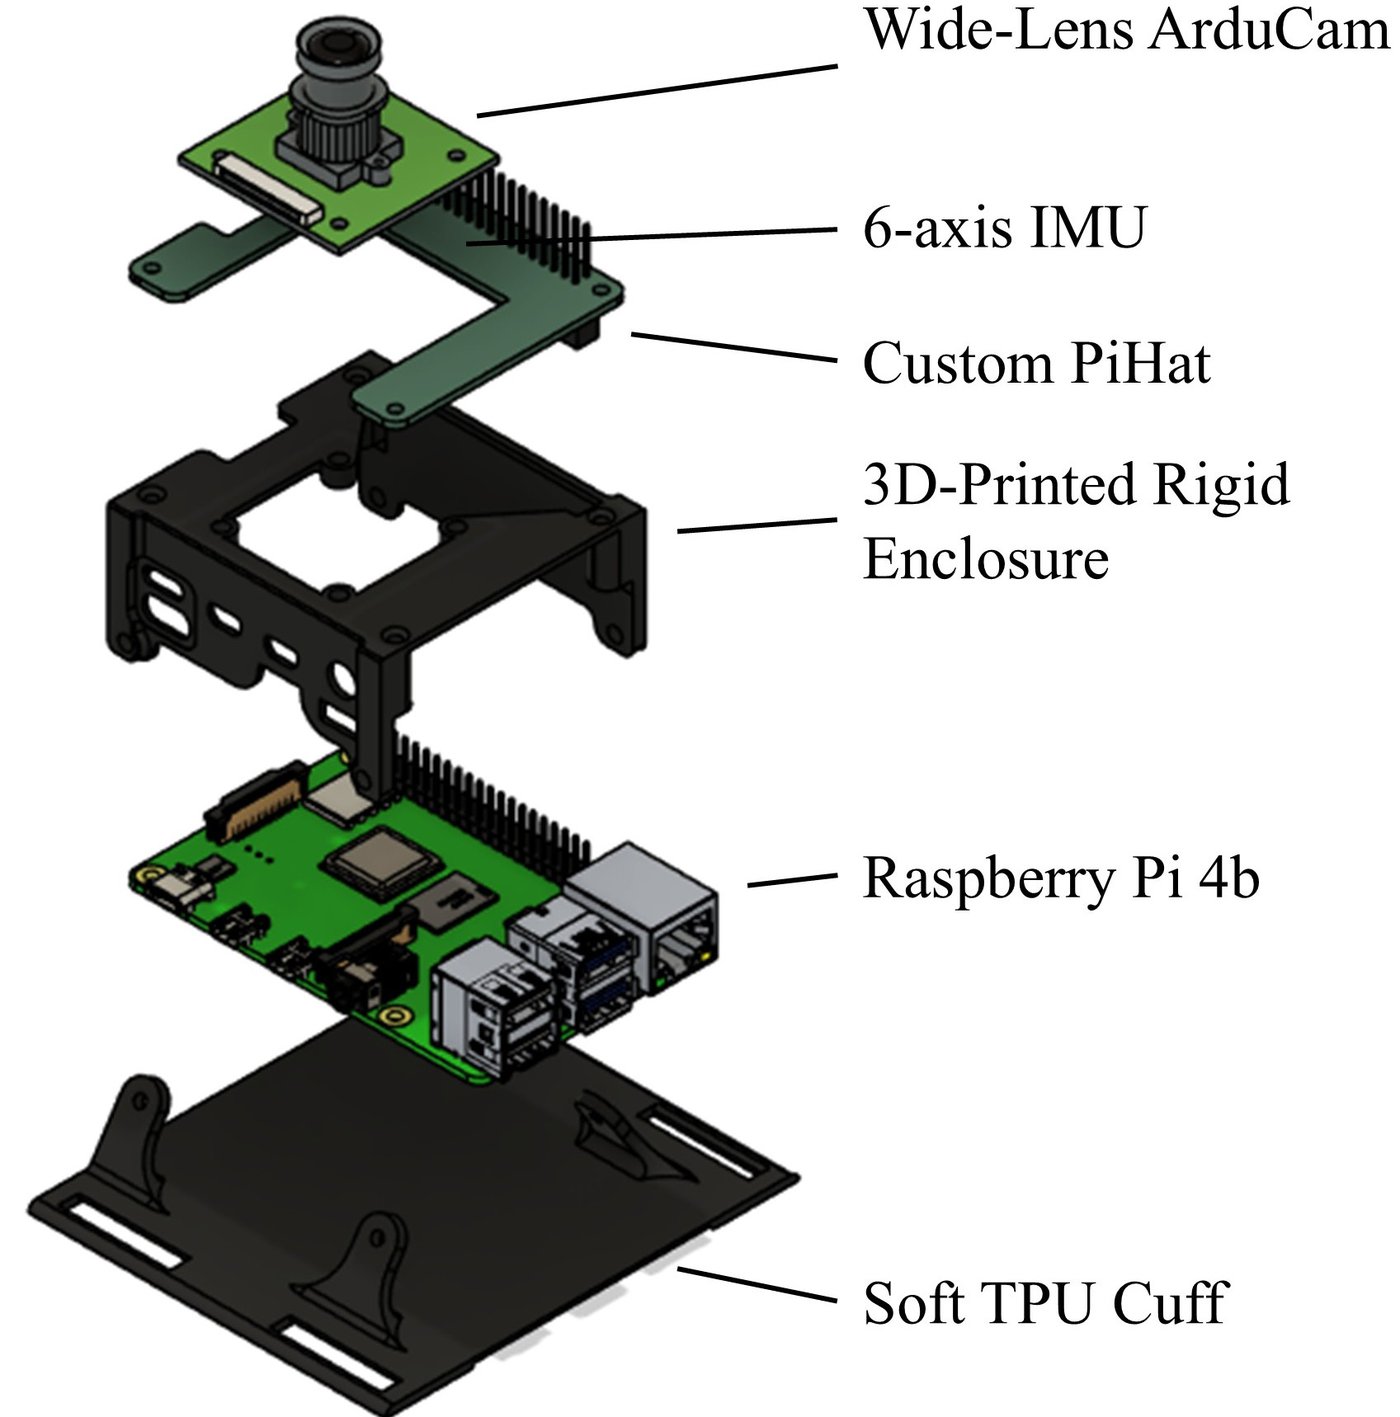 Wide-Lens ArduCam
6-axis IMU
Custom PiHat
3D-Printed Rigid
Enclosure
Raspberry Pi 4b
Soft TPU Cuff